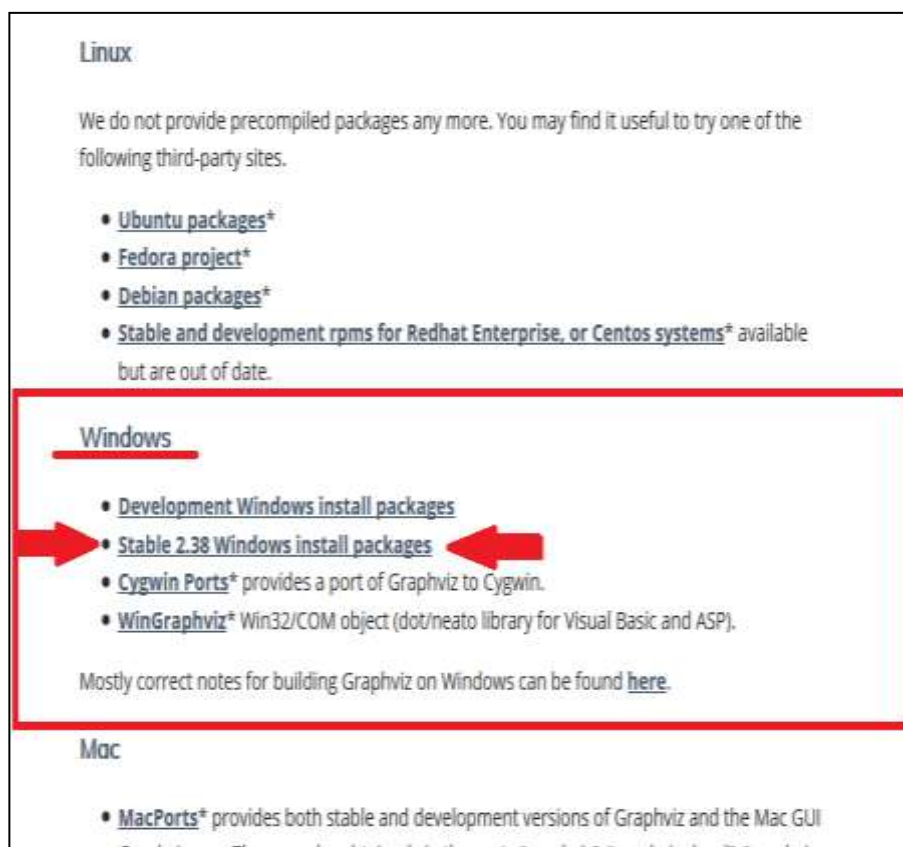 Linux
We do not provide precompiled packages any more. You may find it useful to try one of the
following third-party sites.
• Ubuntu packages*
• Fedora project*
• Debian packages*
• Stable and development rpms for Redhat Enterprise, or Centos systems* available
but are out of date.
Windows
• Development Windows install packages
• Stable 2.38 Windows install packages
• Cygwin Ports* provides a port of Graphviz to Cygwin.
• WinGraphviz* Win32/COM object (dot/neato library for Visual Basic and ASP).
Mostly correct notes for building Graphviz on Windows can be found here.
Mac
• MacPorts* provides both stable and development versions of Graphviz and the Mac GUI